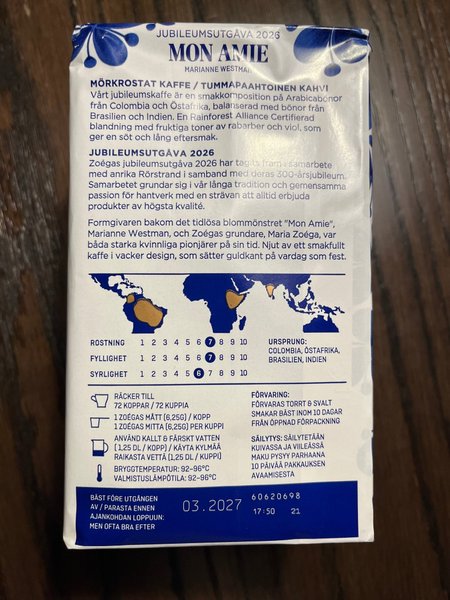 JUBILEUMSUTGÅVA 2026
MON AMIE
MARIANNE WESTMAN
MÖRKROSTAT KAFFE / TUMMAPAAHTOINEN KAHVI
Vårt jubileumskaffe är en smakkomposition på Arabicabönor
från Colombia och Östafrika, balanserad med bönor från
Brasilien och Indien. En Rainforest Alliance Certifierad
blandning med fruktiga toner av rabarber och viol, som
ger en söt och lång eftersmak.
JUBILEUMSUTGÅVA 2026
Zoégas jubileumsutgåva 2026 har tagits fram i samarbete
med anrika Rörstrand i samband med deras 300-årsjubileum.
Samarbetet grundar sig i vår långa tradition och gemensamma
passion för hantverk med en strävan att alltid erbjuda
produkter av högsta kvalité.
Formgivaren bakom det tidlösa blommönstret "Mon Amie",
Marianne Westman, och Zoégas grundare, Maria Zoéga, var
båda starka kvinnliga pionjärer på sin tid. Njut av ett smakfullt
kaffe i vacker design, som sätter guldkant på vardag som fest.
ROSTNING 1 2 3 4 5 6 7 8 9 10
FYLLIGHET 1 2 3 4 5 6 7 8 9 10
SYRLIGHET 1 2 3 4 5 6 7 8 9 10
URSPRUNG:
COLOMBIA, ÖSTAFRIKA,
BRASILIEN, INDIEN
RÄCKER TILL
72 KOPPAR / 72 KUPPIA
1 ZOÉGAS MÅTT (6,25G) / KOPP
1 ZOÉGAS MITTA (6,25G) PER KUPPI
ANVÄND KALLT & FÄRSKT VATTEN
(1,25 DL / KOPP) / KÄYTÄ KYLMÄÄ
RAIKASTA VETTÄ (1,25 DL / KUPPI)
BRYGGTEMPERATUR: 92–96°C
VALMISTUSLÄMPÖTILA: 92–96°C
FÖRVARING:
FÖRVARAS TORRT & SVALT
SMAKAR BÄST INOM 10 DAGAR
FRÅN ÖPPNAD FÖRPACKNING
SÄILYTYS: SÄILYTETÄÄN
KUIVASSA JA VIILEÄSSÄ
MAKU PYSYY PARHAANA
10 PÄIVÄÄ PAKKAUKSEN
AVAAMISESTA
BÄST FÖRE UTGÅNGEN
AV / PARASTA ENNEN
AJANKOHDAN LOPPUUN:
MEN OFTA BRA EFTER
03.2027
60620698
17:50 21